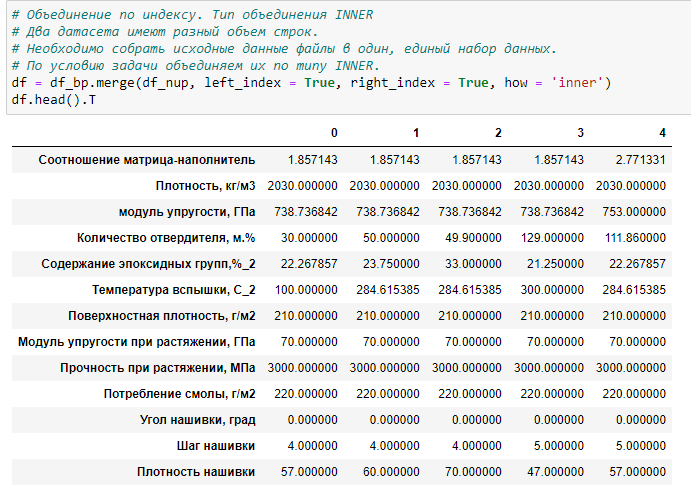 # Объединение по индексу. Тип объединения INNER
# Два датасета имеют разный объем строк.
# Необходимо собрать исходные данные файлы в один, единый набор данных.
# По условию задачи объединяем их по типу INNER.
df = df_bp.merge(df_nup, left_index = True, right_index = True, how = 'inner')
df.head().T
0 1 2 3 4
Соотношение матрица-наполнитель 1.857143 1.857143 1.857143 1.857143 2.771331
Плотность, кг/м3 2030.000000 2030.000000 2030.000000 2030.000000 2030.000000
модуль упругости, ГПа 738.736842 738.736842 738.736842 738.736842 753.000000
Количество отвердителя, м.% 30.000000 50.000000 49.900000 129.000000 111.860000
Содержание эпоксидных групп,%_2 22.267857 23.750000 33.000000 21.250000 22.267857
Температура вспышки, С_2 100.000000 284.615385 284.615385 300.000000 284.615385
Поверхностная плотность, г/м2 210.000000 210.000000 210.000000 210.000000 210.000000
Модуль упругости при растяжении, ГПа 70.000000 70.000000 70.000000 70.000000 70.000000
Прочность при растяжении, МПа 3000.000000 3000.000000 3000.000000 3000.000000 3000.000000
Потребление смолы, г/м2 220.000000 220.000000 220.000000 220.000000 220.000000
Угол нашивки, град 0.000000 0.000000 0.000000 0.000000 0.000000
Шаг нашивки 4.000000 4.000000 4.000000 5.000000 5.000000
Плотность нашивки 57.000000 60.000000 70.000000 47.000000 57.000000